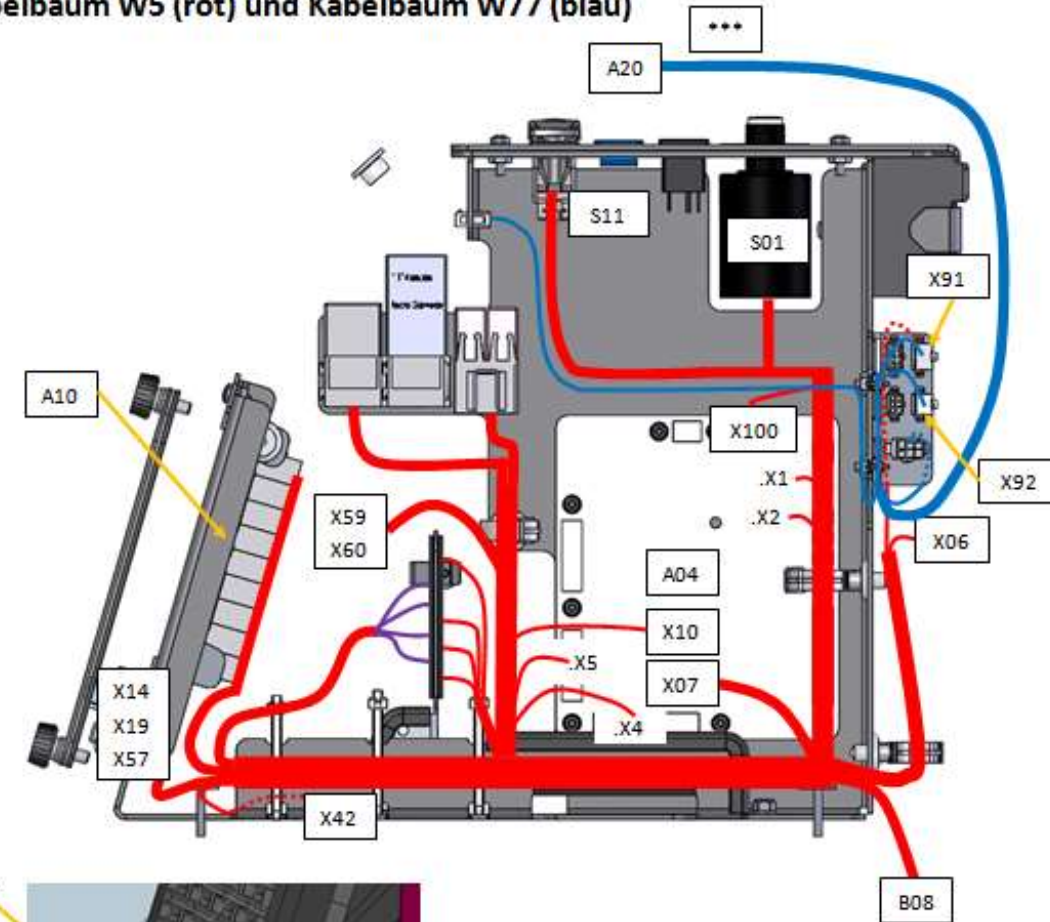 pelbaum W5 (rot) und Kabelbaum W77 (blau)
***
A20
S11
S01
X91
A10
X100
.X1
X92
X59
X60
.X2
X06
A04
X10
.X5
X14
X19
X57
X07
.X4
X42
B08